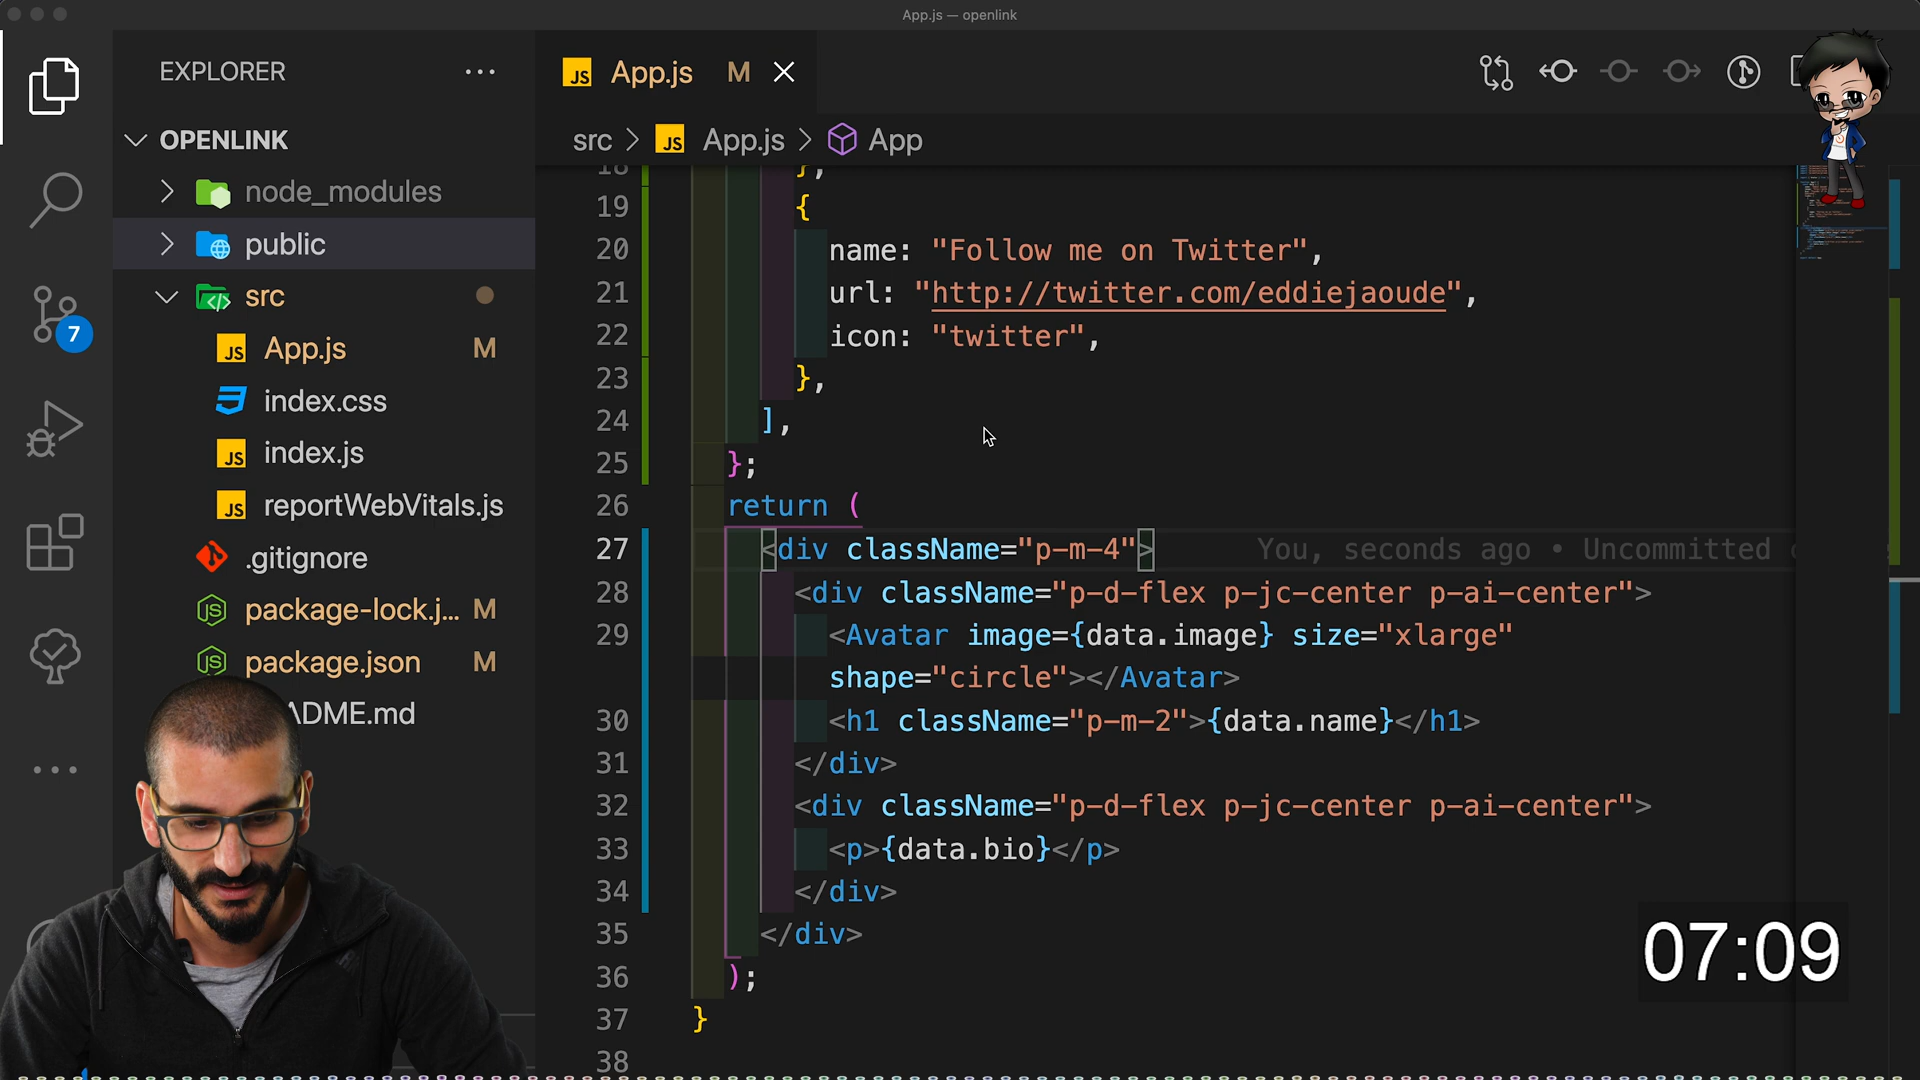 App.js — openlink
EXPLORER
OPENLINK
node_modules
public
src
App.js M
index.css
index.js
reportWebVitals.js
.gitignore
package-lock.j... M
package.json M
ADME.md
7
JS App.js M
src > JS App.js > App
18 },
19 {
20 name: "Follow me on Twitter",
21 url: "http://twitter.com/eddiejaoude",
22 icon: "twitter",
23 },
24 ],
25 };
26 return (
27 <div className="p-m-4"> You, seconds ago • Uncommitted
28 <div className="p-d-flex p-jc-center p-ai-center">
29 <Avatar image={data.image} size="xlarge"
shape="circle"></Avatar>
30 <h1 className="p-m-2">{data.name}</h1>
31 </div>
32 <div className="p-d-flex p-jc-center p-ai-center">
33 <p>{data.bio}</p>
34 </div>
35 </div>
36 );
37 }
38
07:09